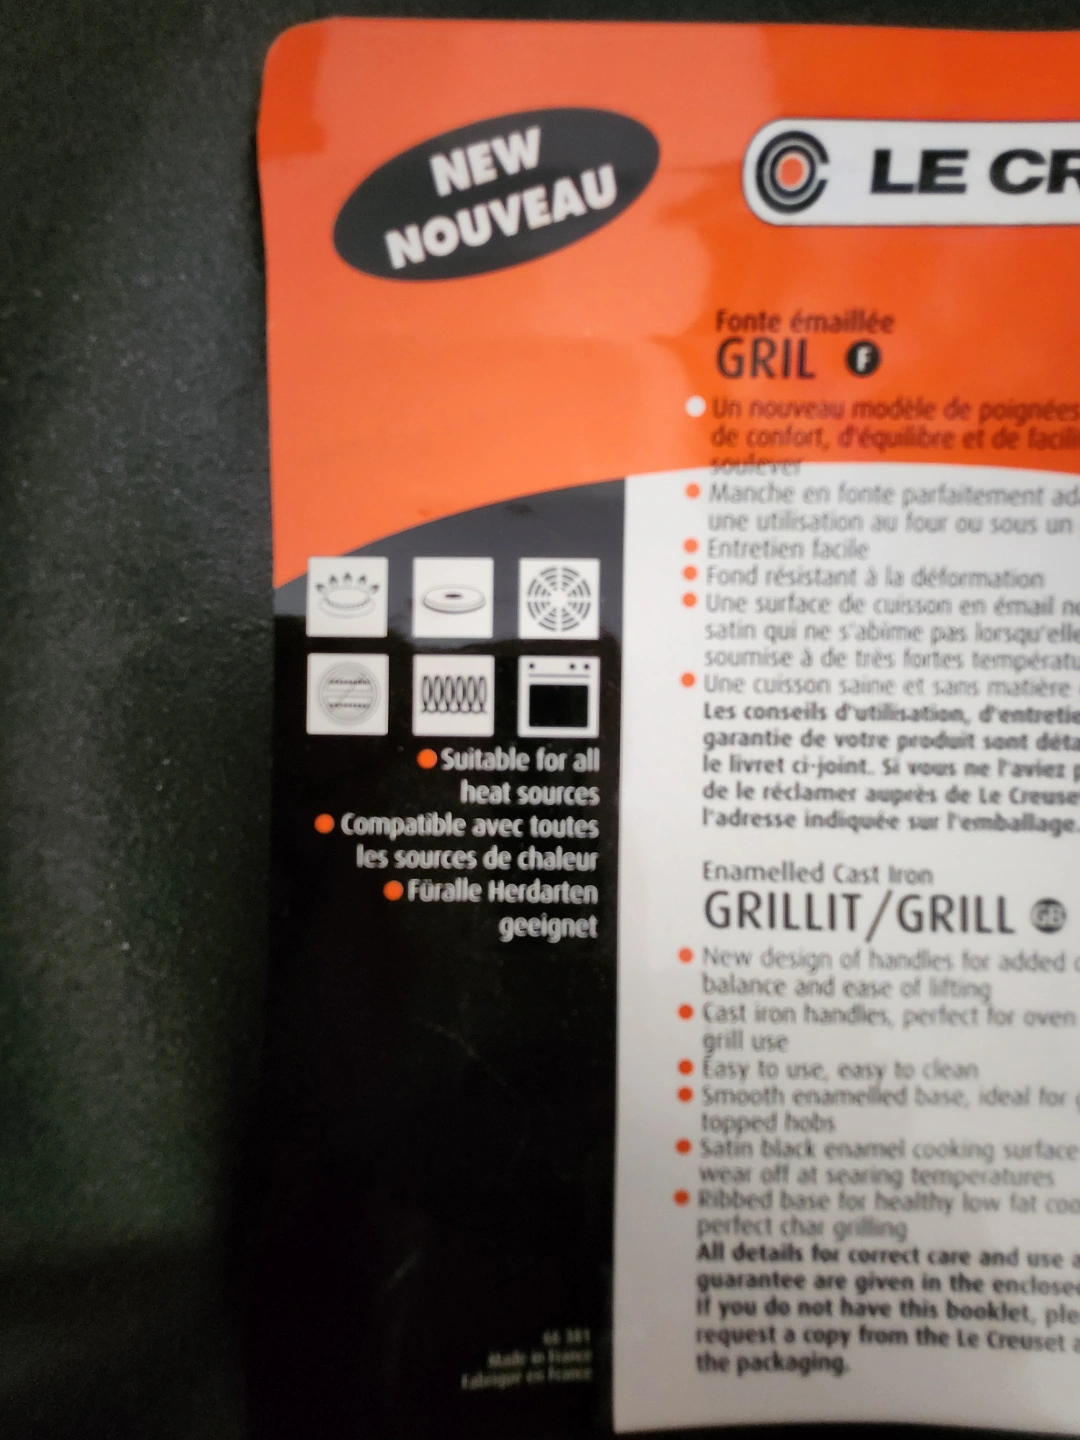 NEW
NOUVEAU
LE CR
Fonte émaillée
GRIL F
Un nouveau modèle de poignées
de confort, d'équilibre et de facili
soulever
Manche en fonte parfaitement ad
une utilisation au four ou sous un
Entretien facile
Fond résistant à la déformation
Une surface de cuisson en émail no
satin qui ne s'abîme pas lorsqu'elle
soumise à de très fortes températu
Une cuisson saine et sans matière
Les conseils d'utilisation, d'entretie
garantie de votre produit sont déta
le livret ci-joint. Si vous ne l'aviez p
de le réclamer auprès de Le Creuset
l'adresse indiquée sur l'emballage.
Suitable for all
heat sources
Compatible avec toutes
les sources de chaleur
Füralle Herdarten
geeignet
Enamelled Cast Iron
GRILLIT/GRILL GB
New design of handles for added c
balance and ease of lifting
Cast iron handles, perfect for oven
grill use
Easy to use, easy to clean
Smooth enamelled base, ideal for g
topped hobs
Satin black enamel cooking surface
wear off at searing temperatures
Ribbed base for healthy low fat coo
perfect char grilling
All details for correct care and use a
guarantee are given in the enclosed
If you do not have this booklet, ple
request a copy from the Le Creuset a
the packaging.
Made in France
Fabriqué en France